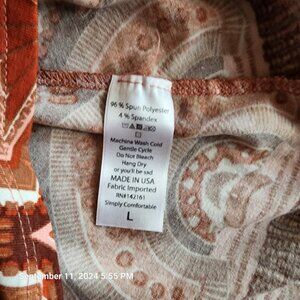 96% Spun Polyester
4% Spandex
Machine Wash Cold
Gentle Cycle
Do Not Bleach
Hang Dry
or you'll be sad
MADE IN USA
Fabric Imported
RN#142161
Simply Comfortable
L
September 11, 2024 5:55 PM